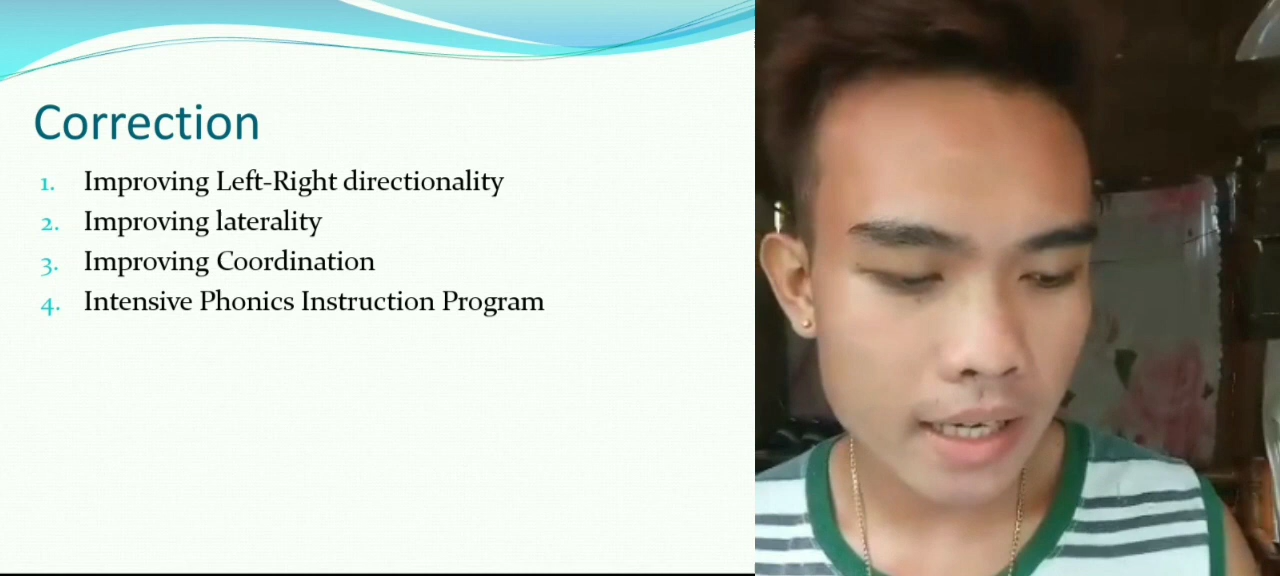 Correction
1. Improving Left-Right directionality
2. Improving laterality
3. Improving Coordination
4. Intensive Phonics Instruction Program